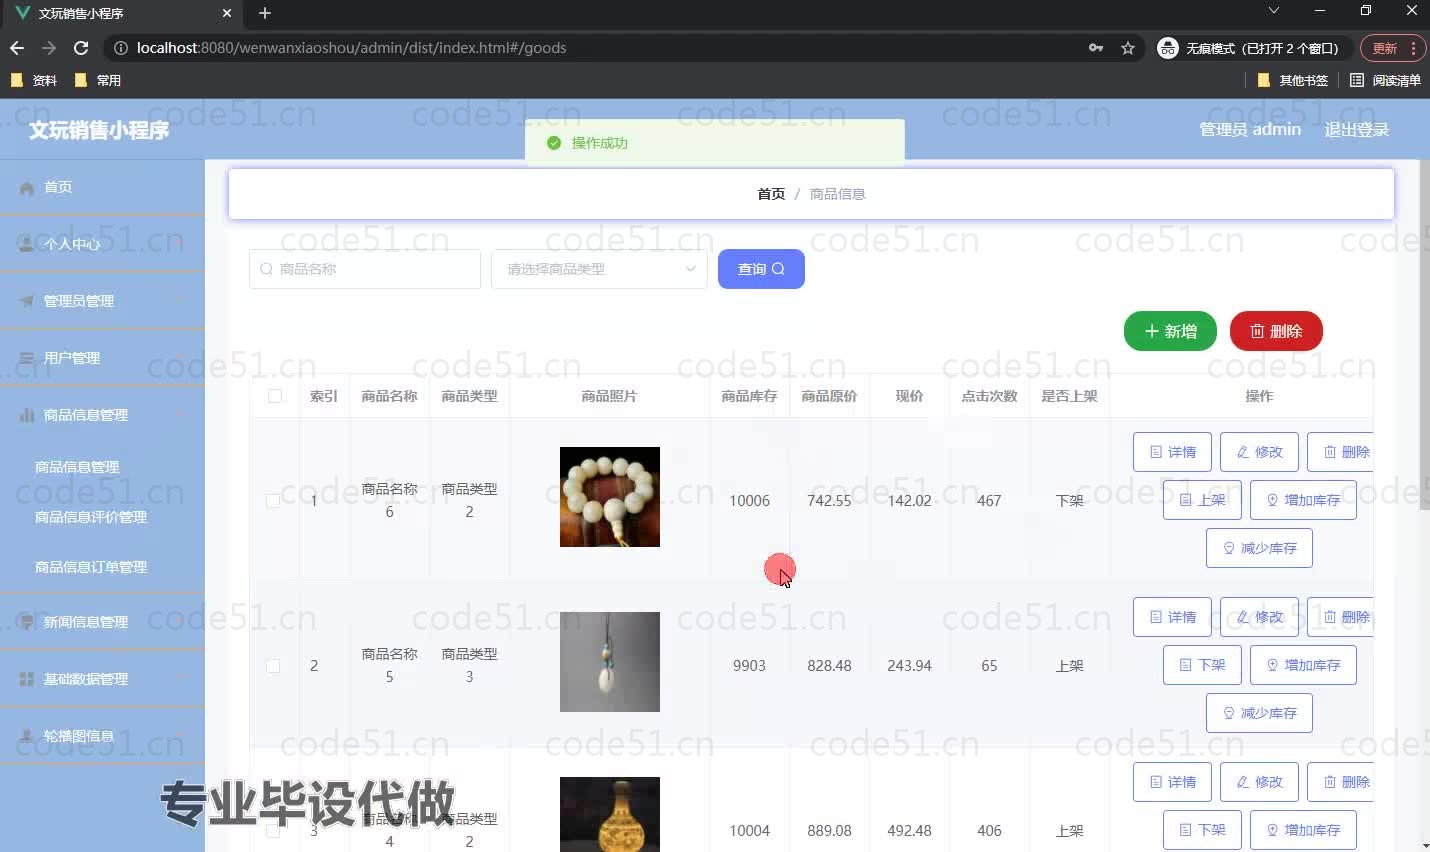 文玩销售小程序
localhost:8080/wenwanxiaoshou/admin/dist/index.html#/goods
无痕模式（已打开 2 个窗口）
更新
资料
常用
其他书签
阅读清单
文玩销售小程序
操作成功
管理员 admin
退出登录
首页
个人中心
管理员管理
用户管理
商品信息管理
商品信息管理
商品信息评价管理
商品信息订单管理
新闻信息管理
基础数据管理
轮播图信息
首页 / 商品信息
商品名称
请选择商品类型
查询
新增
删除
索引 商品名称 商品类型 商品照片 商品库存 商品原价 现价 点击次数 是否上架 操作
1 商品名称6 商品类型2 10006 742.55 142.02 467 下架
详情 修改 删除
上架 增加库存
减少库存
2 商品名称5 商品类型3 9903 828.48 243.94 65 上架
详情 修改 删除
下架 增加库存
减少库存
3 商品名称4 商品类型2 10004 889.08 492.48 406 上架
详情 修改 删除
下架 增加库存
专业毕设代做
code51.cn